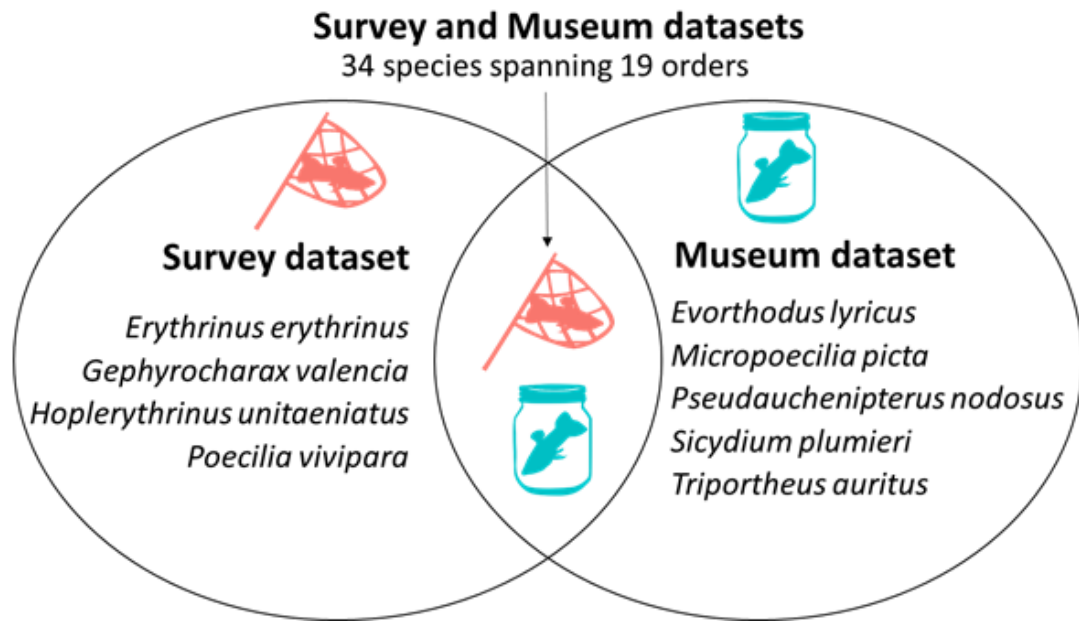 Survey and Museum datasets
34 species spanning 19 orders
Survey dataset
Erythrinus erythrinus
Gephyrocharax valencia
Hoplerythrinus unitaeniatus
Poecilia vivipara
Museum dataset
Evorthodus lyricus
Micropoecilia picta
Pseudauchenipterus nodosus
Sicydium plumieri
Triportheus auritus